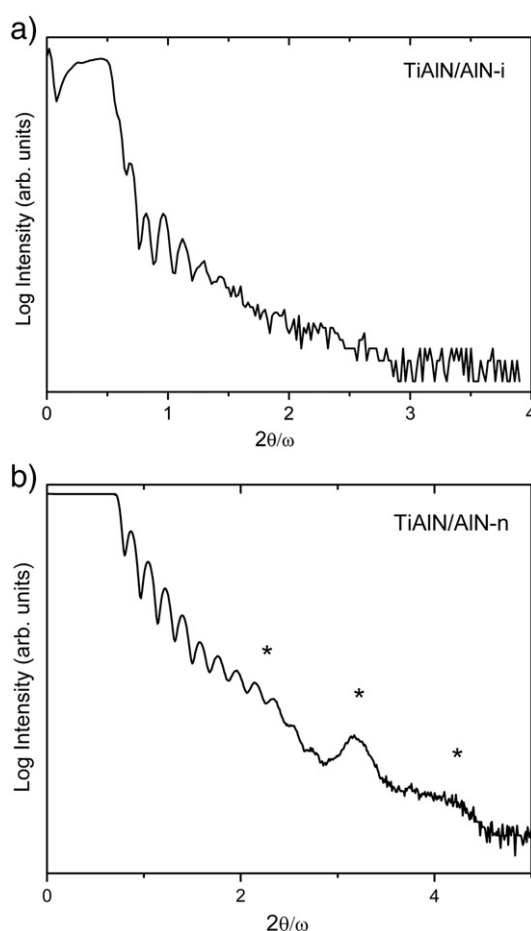 a)
TiAlN/AlN-i
Log Intensity (arb. units)
0 1 2 3 4
2θ/ω
b)
TiAlN/AlN-n
*
*
*
Log Intensity (arb. units)
0 2 4
2θ/ω